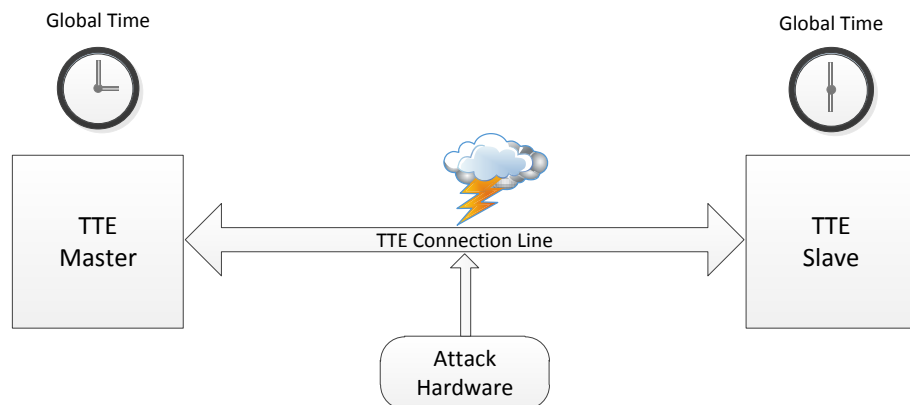 Global Time
Global Time
TTE
Master
TTE Connection Line
TTE
Slave
Attack
Hardware